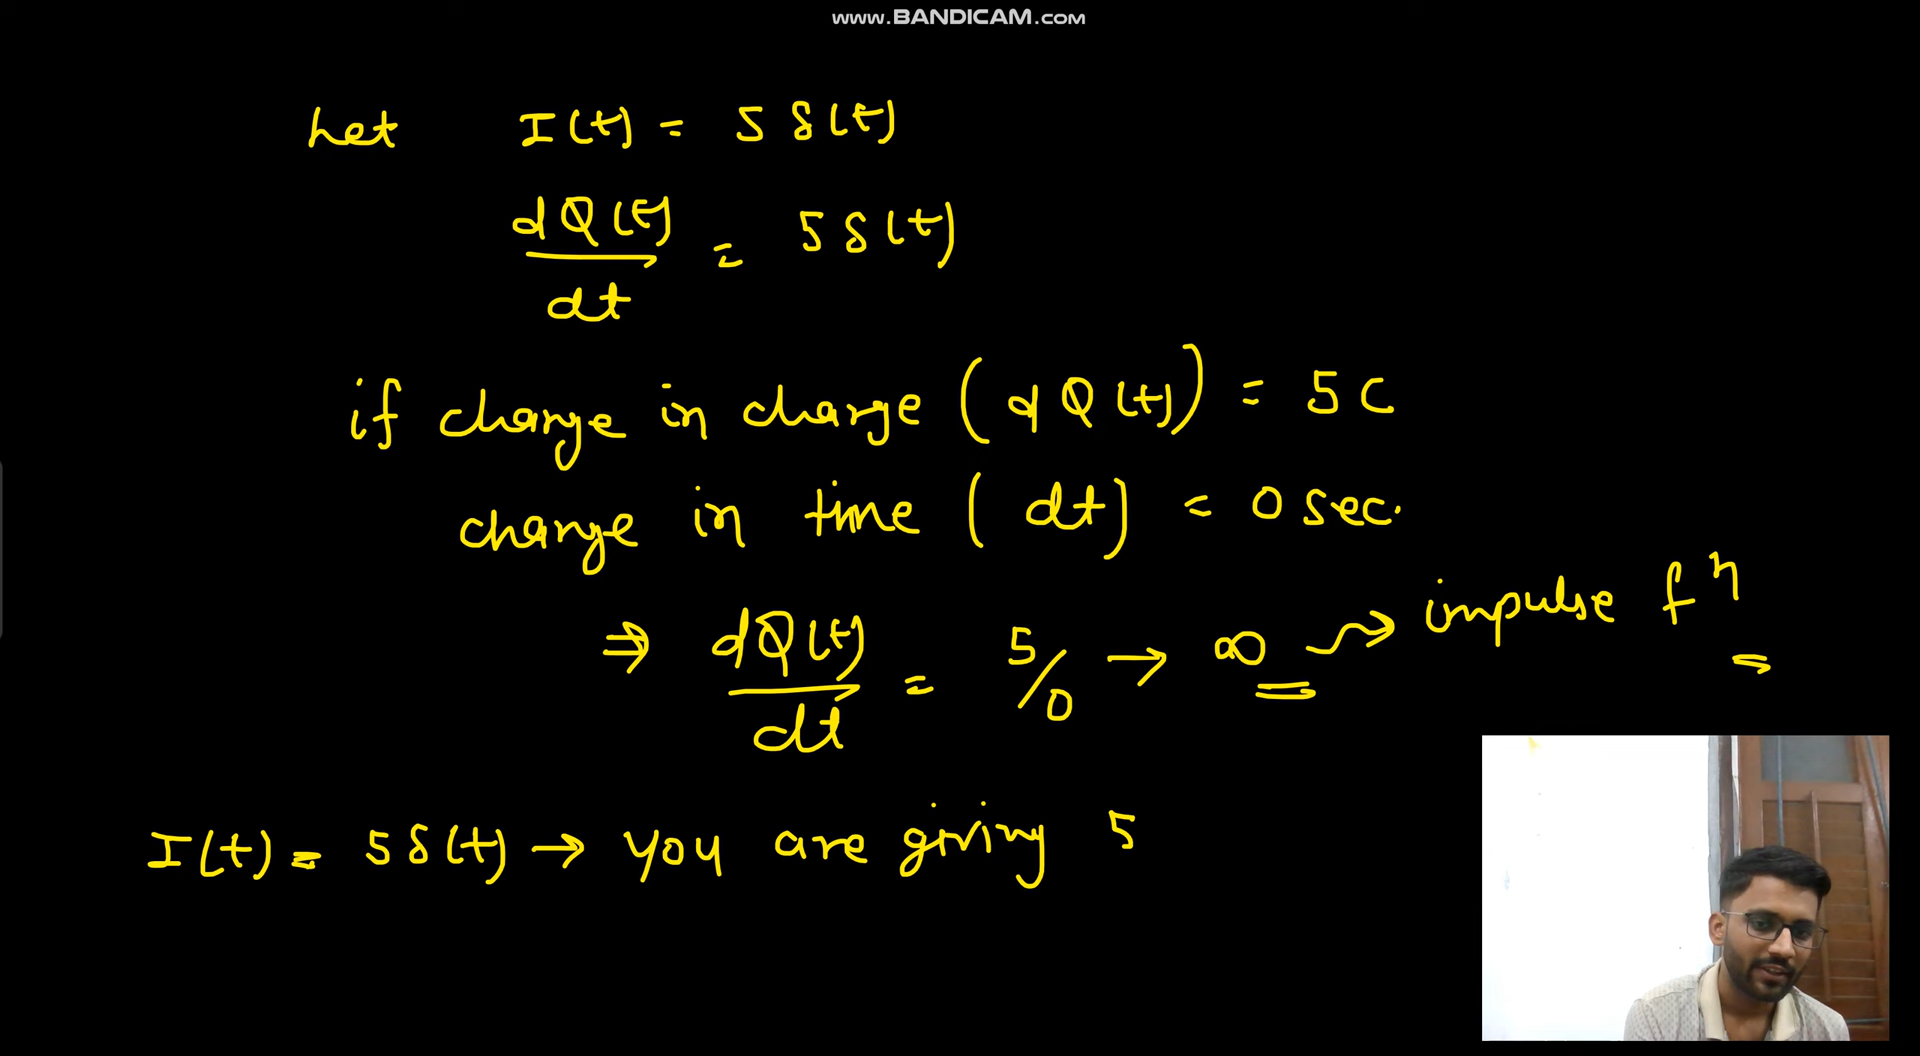 www.BANDICAM.com
Let I(t) = 5 δ(t)
dQ(t)/dt = 5 δ(t)
if change in charge (dQ(t)) = 5 C
change in time (dt) = 0 sec.
⇒ dQ(t)/dt = 5/0 → ∞ ⇝ impulse fⁿ
I(t) = 5 δ(t) → you are giving 5